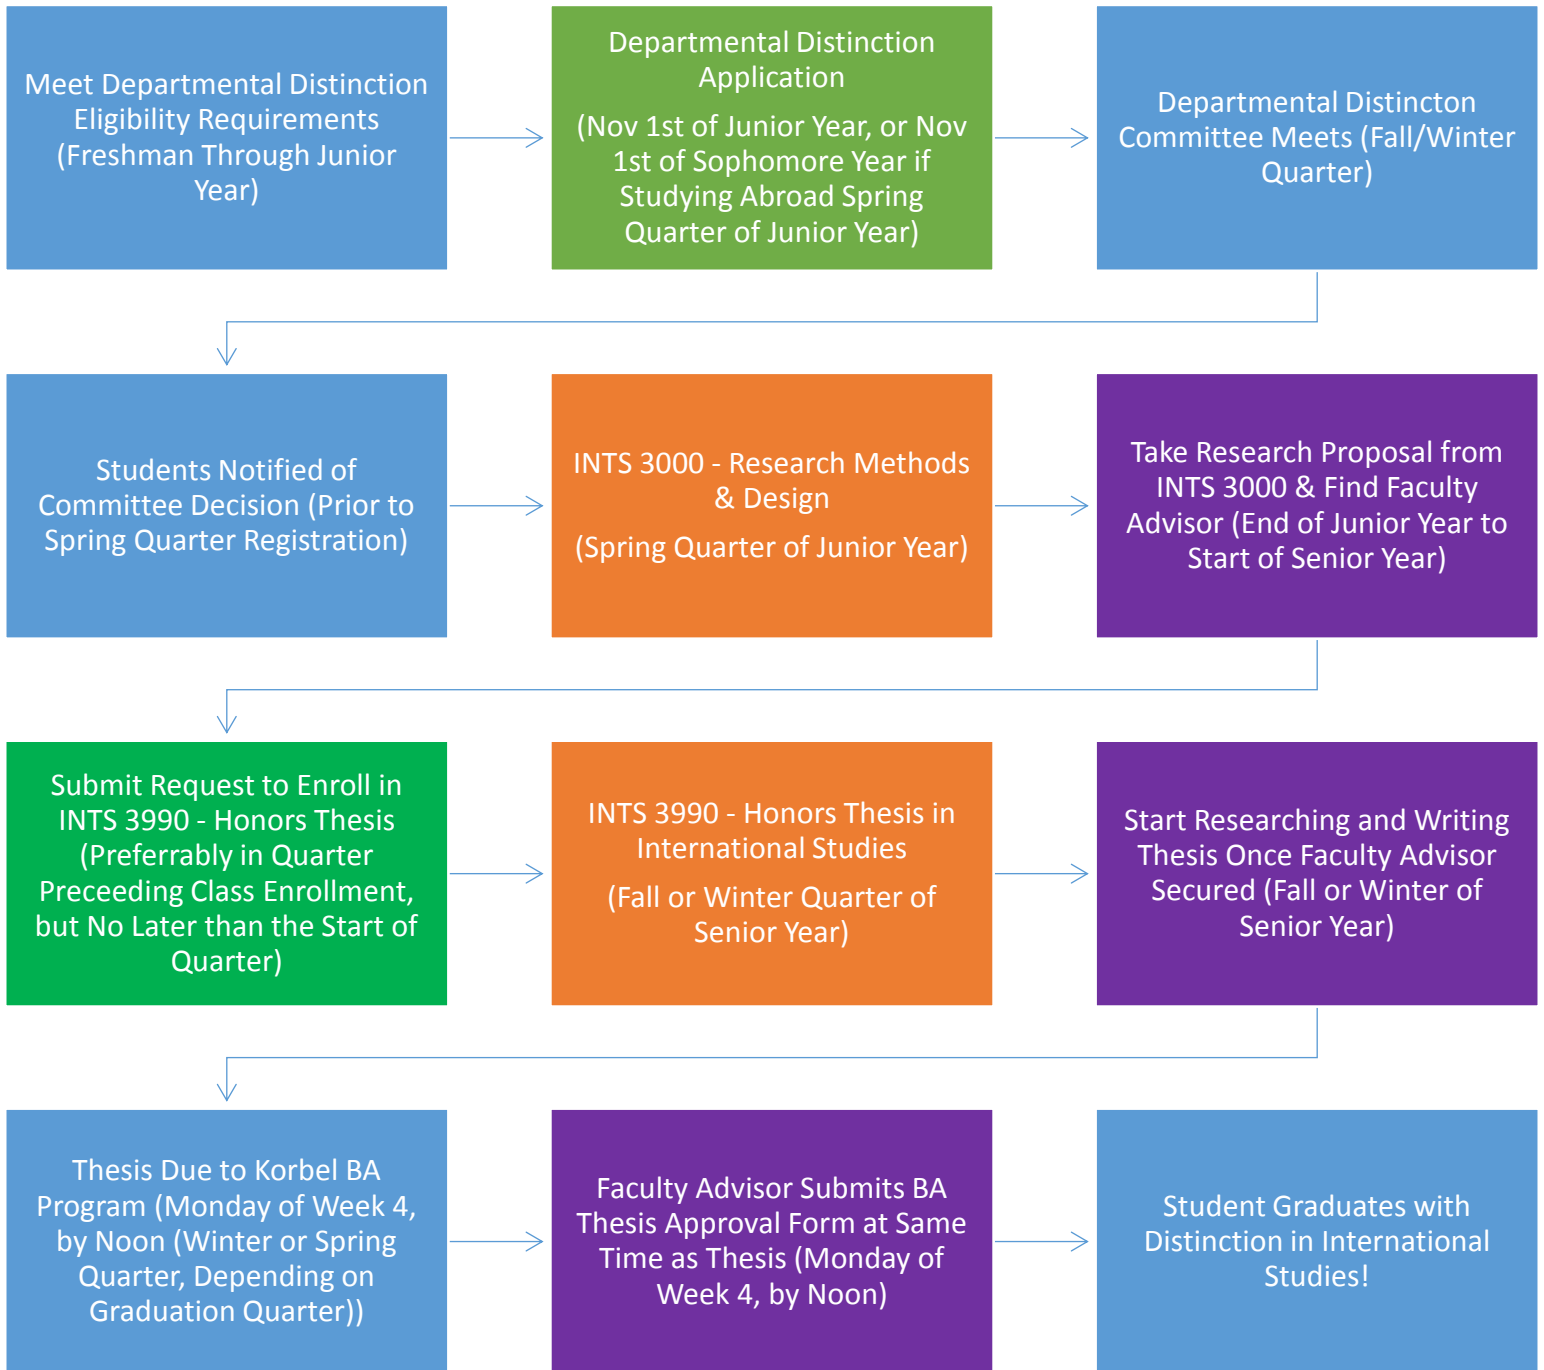 Meet Departmental Distinction
Eligibility Requirements
(Freshman Through Junior
Year)
Departmental Distinction
Application
(Nov 1st of Junior Year, or Nov
1st of Sophomore Year if
Studying Abroad Spring
Quarter of Junior Year)
Departmental Distincton
Committee Meets (Fall/Winter
Quarter)
Students Notified of
Committee Decision (Prior to
Spring Quarter Registration)
INTS 3000 - Research Methods
& Design
(Spring Quarter of Junior Year)
Take Research Proposal from
INTS 3000 & Find Faculty
Advisor (End of Junior Year to
Start of Senior Year)
Submit Request to Enroll in
INTS 3990 - Honors Thesis
(Preferrably in Quarter
Preceeding Class Enrollment,
but No Later than the Start of
Quarter)
INTS 3990 - Honors Thesis in
International Studies
(Fall or Winter Quarter of
Senior Year)
Start Researching and Writing
Thesis Once Faculty Advisor
Secured (Fall or Winter of
Senior Year)
Thesis Due to Korbel BA
Program (Monday of Week 4,
by Noon (Winter or Spring
Quarter, Depending on
Graduation Quarter))
Faculty Advisor Submits BA
Thesis Approval Form at Same
Time as Thesis (Monday of
Week 4, by Noon)
Student Graduates with
Distinction in International
Studies!